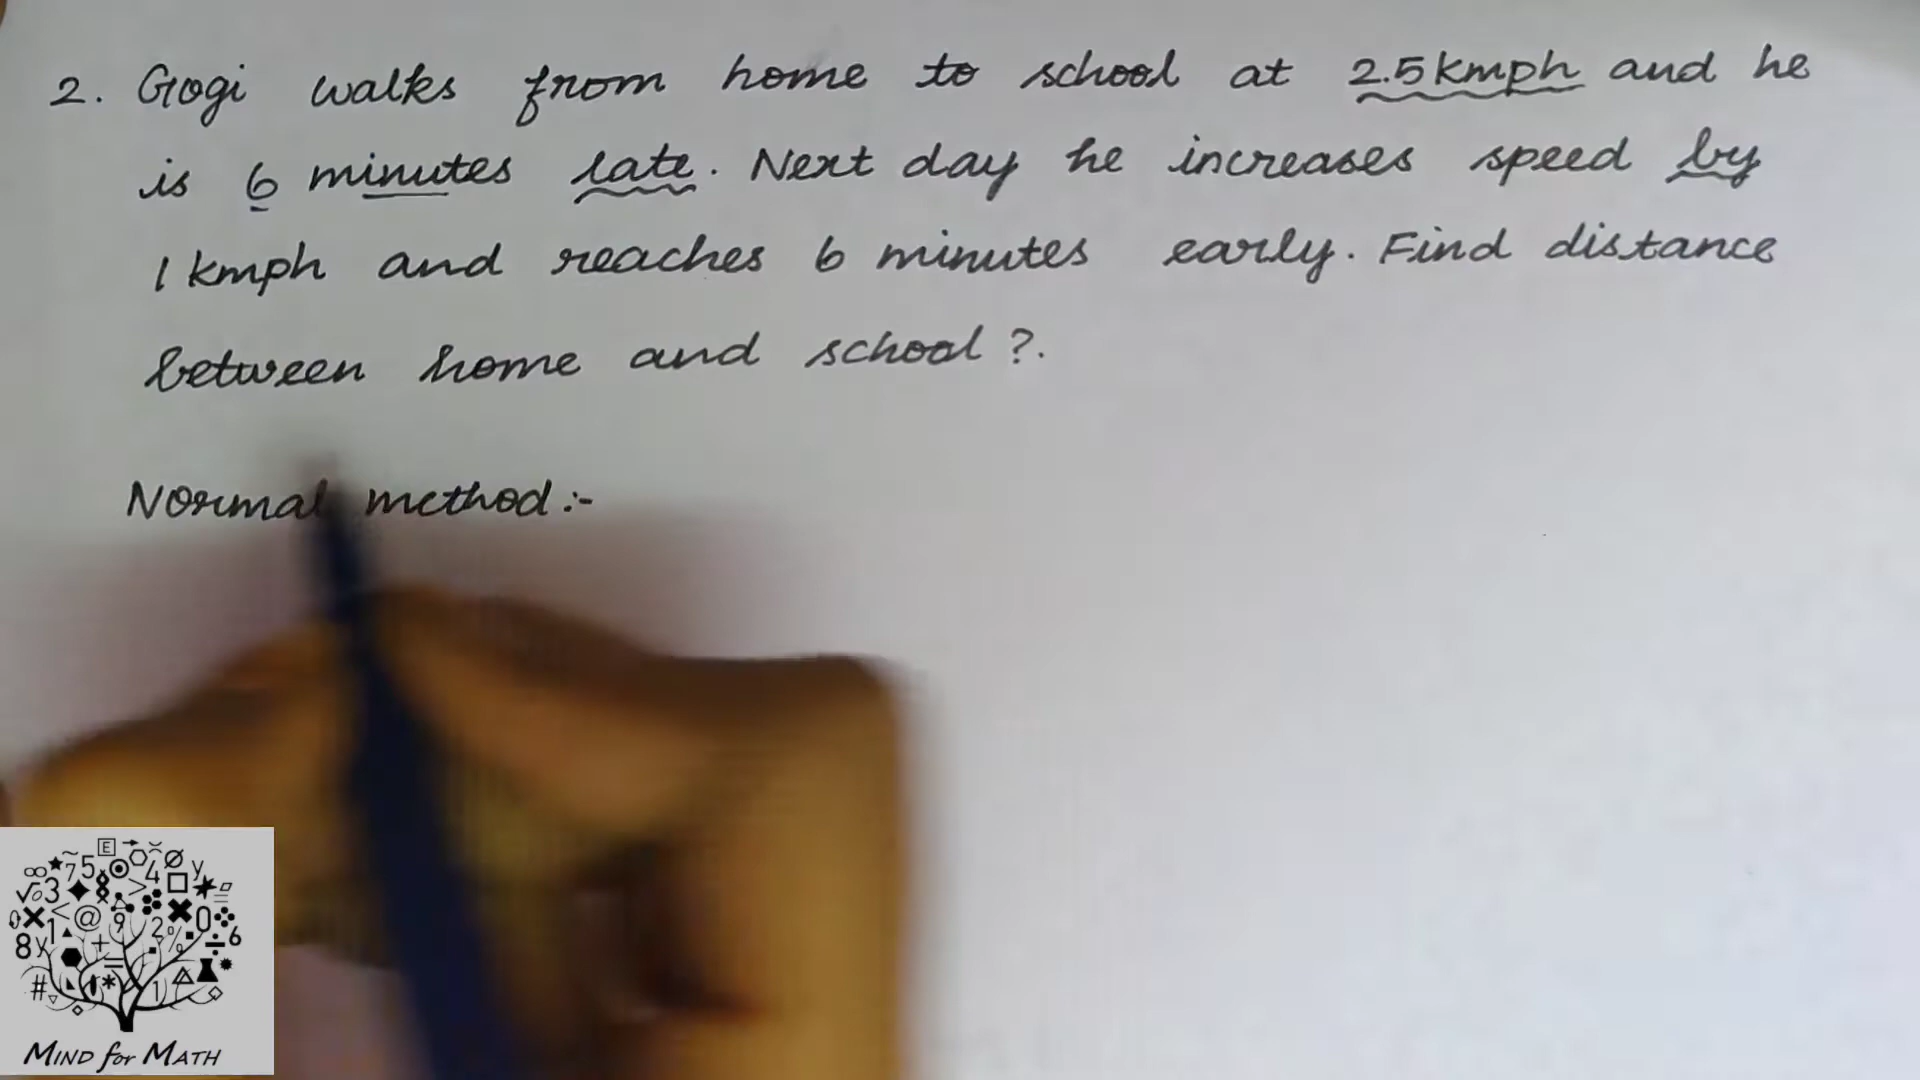 2. Gogi walks from home to school at 2.5 kmph and he
is 6 minutes late. Next day he increases speed by
1 kmph and reaches 6 minutes early. Find distance
between home and school ?.
Normal method :-
MIND for MATH